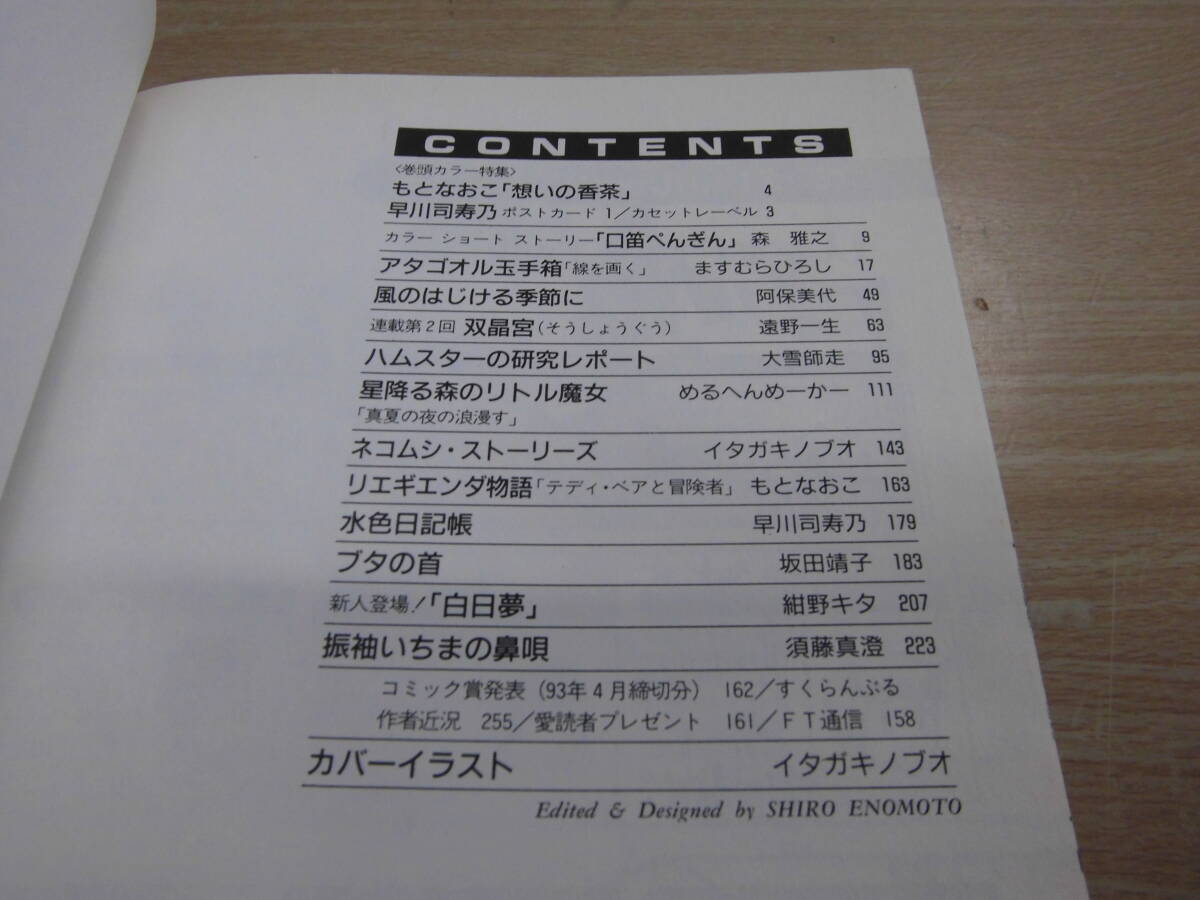 CONTENTS
〈巻頭カラー特集〉
もとなおこ「想いの香茶」 4
早川司寿乃 ポストカード 1／カセットレーベル 3
カラー ショート ストーリー「口笛ぺんぎん」 森 雅之 9
アタゴオル玉手箱「線を画く」 ますむらひろし 17
風のはじける季節に 阿保美代 49
連載第2回 双晶宮(そうしょうぐう) 遠野一生 63
ハムスターの研究レポート 大雪師走 95
星降る森のリトル魔女 めるへんめーかー 111
「真夏の夜の浪漫す」
ネコムシ・ストーリーズ イタガキノブオ 143
リエギエンダ物語「テディ・ベアと冒険者」 もとなおこ 163
水色日記帳 早川司寿乃 179
ブタの首 坂田靖子 183
新人登場！「白日夢」 紺野キタ 207
振袖いちまの鼻唄 須藤真澄 223
コミック賞発表 (93年4月締切分) 162／すくらんぶる
作者近況 255／愛読者プレゼント 161／FT通信 158
カバーイラスト イタガキノブオ
Edited & Designed by SHIRO ENOMOTO